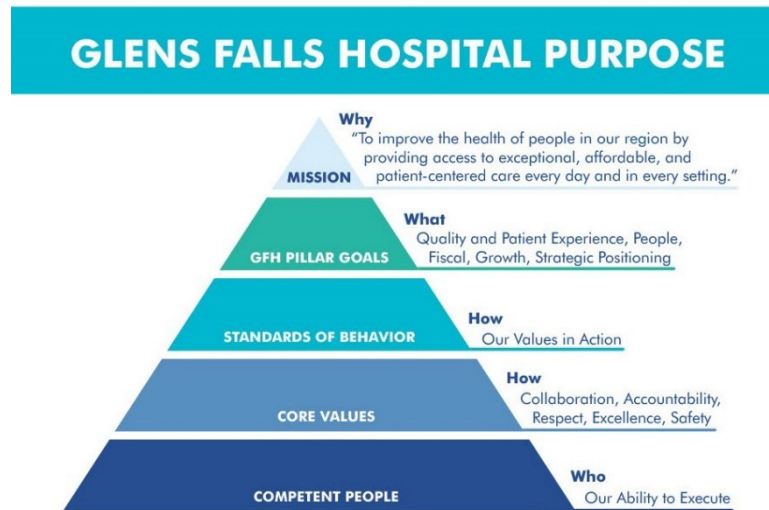 GLENS FALLS HOSPITAL PURPOSE
Why
“To improve the health of people in our region by
providing access to exceptional, affordable, and
patient-centered care every day and in every setting.”
MISSION
What
Quality and Patient Experience, People,
Fiscal, Growth, Strategic Positioning
GFH PILLAR GOALS
How
Our Values in Action
STANDARDS OF BEHAVIOR
How
Collaboration, Accountability,
Respect, Excellence, Safety
CORE VALUES
Who
Our Ability to Execute
COMPETENT PEOPLE